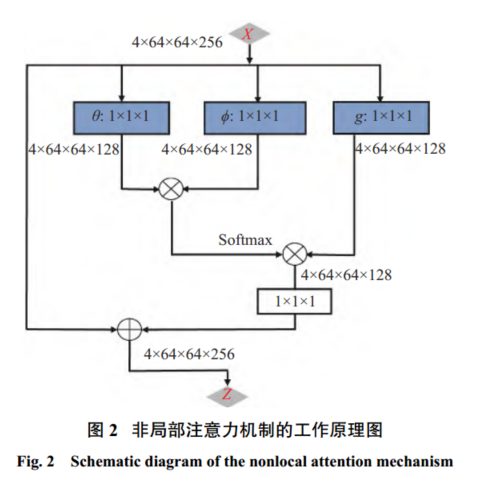 X
4×64×64×256
θ: 1×1×1
ϕ: 1×1×1
g: 1×1×1
4×64×64×128
4×64×64×128
4×64×64×128
Softmax
4×64×64×128
1×1×1
4×64×64×256
Z
图 2 非局部注意力机制的工作原理图
Fig. 2 Schematic diagram of the nonlocal attention mechanism